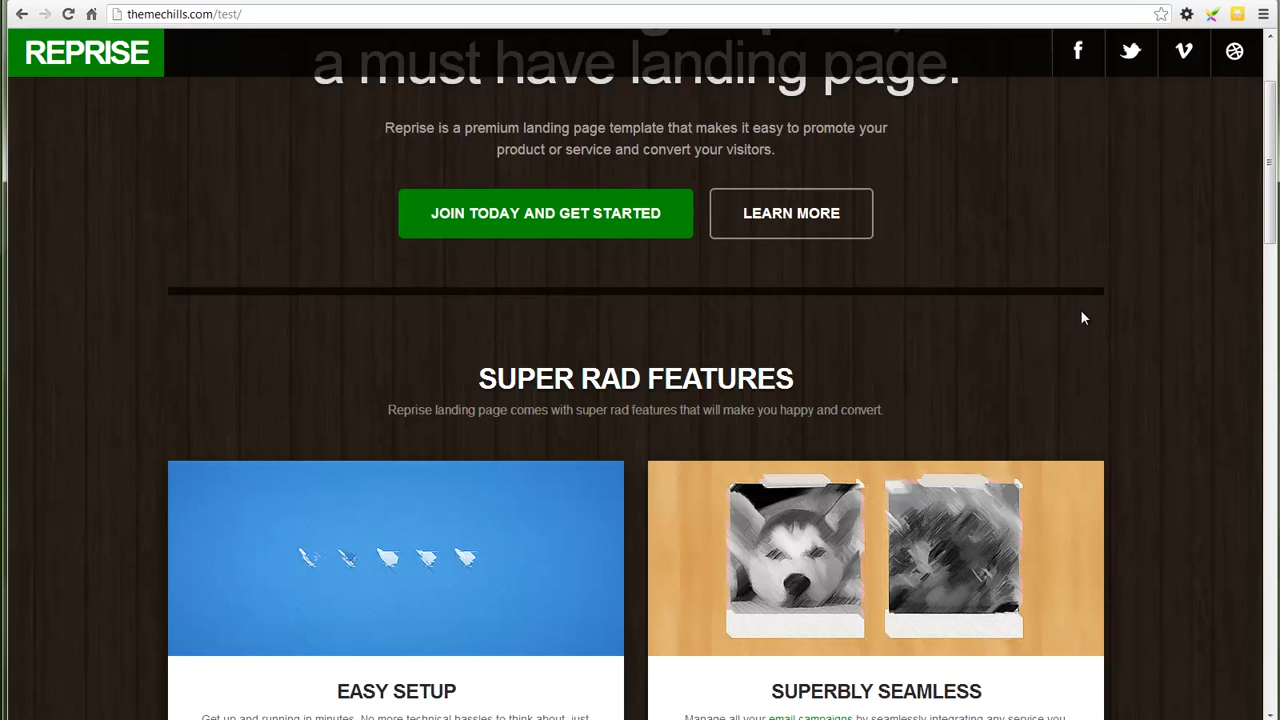 themechills.com/test/
REPRISE
a must have landing page.
Reprise is a premium landing page template that makes it easy to promote your
product or service and convert your visitors.
JOIN TODAY AND GET STARTED
LEARN MORE
SUPER RAD FEATURES
Reprise landing page comes with super rad features that will make you happy and convert.
EASY SETUP
SUPERBLY SEAMLESS
Get up and running in minutes. No more technical hassles to think about, just
Manage all your email campaigns by seamlessly integrating any service you